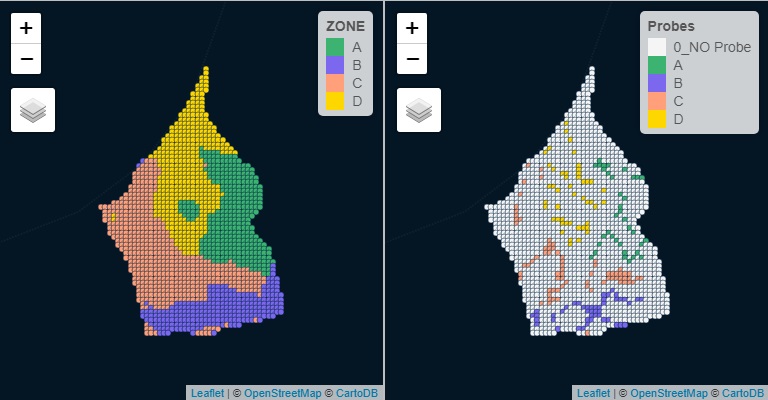 +
−
ZONE
A
B
C
D
Leaflet | © OpenStreetMap © CartoDB
+
−
Probes
0_NO Probe
A
B
C
D
Leaflet | © OpenStreetMap © CartoDB